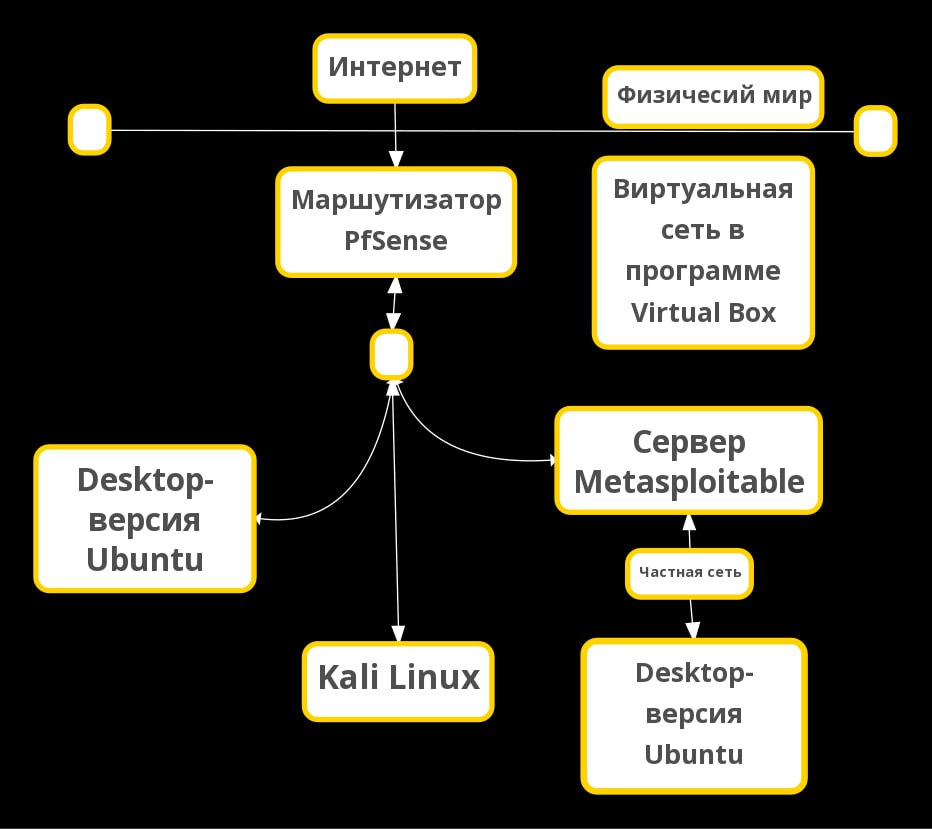 Интернет
Физичесий мир
Маршутизатор
PfSense
Виртуальная
сеть в
программе
Virtual Box
Сервер
Metasploitable
Desktop-
версия
Ubuntu
Частная сеть
Kali Linux
Desktop-
версия
Ubuntu